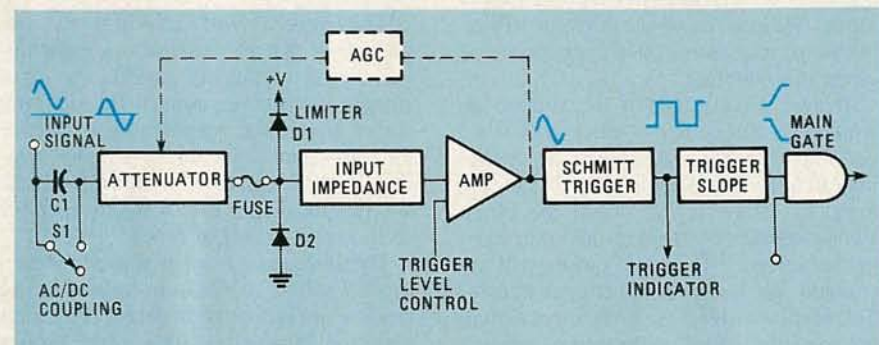 AGC
+V
LIMITER
D1
INPUT
SIGNAL
ATTENUATOR
C1
S1
AC/DC
COUPLING
FUSE
D2
INPUT
IMPEDANCE
AMP
TRIGGER
LEVEL
CONTROL
SCHMITT
TRIGGER
TRIGGER
INDICATOR
TRIGGER
SLOPE
MAIN
GATE